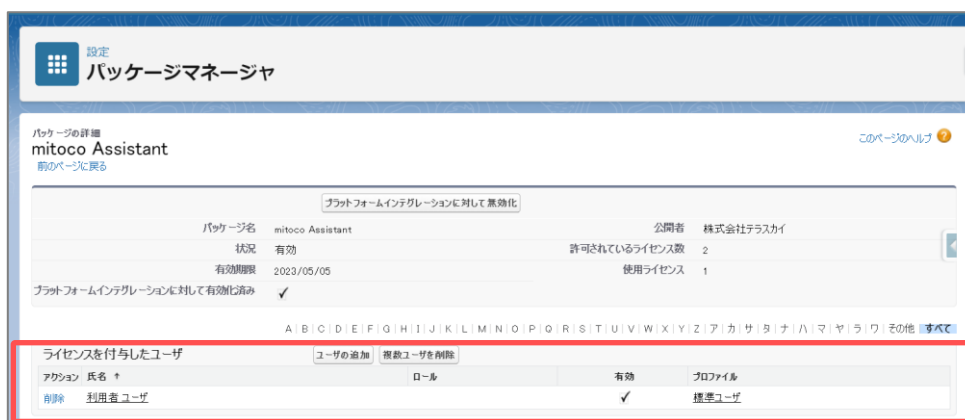 設定
パッケージマネージャ
パッケージの詳細
mitoco Assistant
このページのヘルプ
前のページに戻る
プラットフォームインテグレーションに対して無効化
パッケージ名 mitoco Assistant 公開者 株式会社テラスカイ
状況 有効 許可されているライセンス数 2
有効期限 2023/05/05 使用ライセンス 1
プラットフォームインテグレーションに対して有効化済み ✓
A | B | C | D | E | F | G | H | I | J | K | L | M | N | O | P | Q | R | S | T | U | V | W | X | Y | Z | ア | カ | サ | タ | ナ | ハ | マ | ヤ | ラ | ワ | その他 | すべて
ライセンスを付与したユーザ ユーザの追加 複数ユーザを削除
アクション 氏名 ↑ ロール 有効 プロファイル
削除 利用者 ユーザ ✓ 標準ユーザ